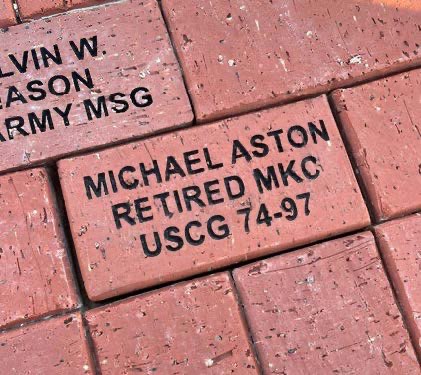 LVIN W.
EASON
ARMY MSG
MICHAEL ASTON
RETIRED MKC
USCG 74-97